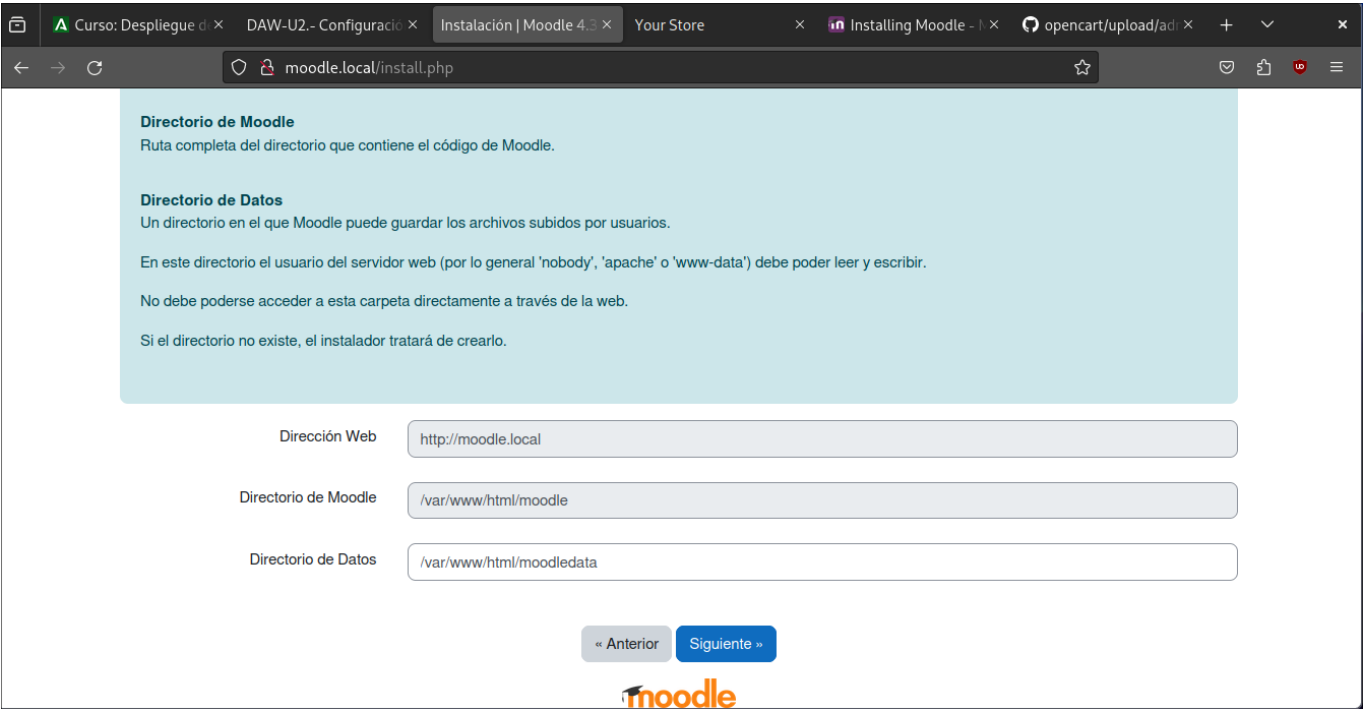 Curso: Despliegue d
DAW-U2.- Configuració
Instalación | Moodle 4.3
Your Store
Installing Moodle - M
opencart/upload/adm
moodle.local/install.php
Directorio de Moodle
Ruta completa del directorio que contiene el código de Moodle.
Directorio de Datos
Un directorio en el que Moodle puede guardar los archivos subidos por usuarios.
En este directorio el usuario del servidor web (por lo general 'nobody', 'apache' o 'www-data') debe poder leer y escribir.
No debe poderse acceder a esta carpeta directamente a través de la web.
Si el directorio no existe, el instalador tratará de crearlo.
Dirección Web
http://moodle.local
Directorio de Moodle
/var/www/html/moodle
Directorio de Datos
/var/www/html/moodledata
« Anterior
Siguiente »
moodle